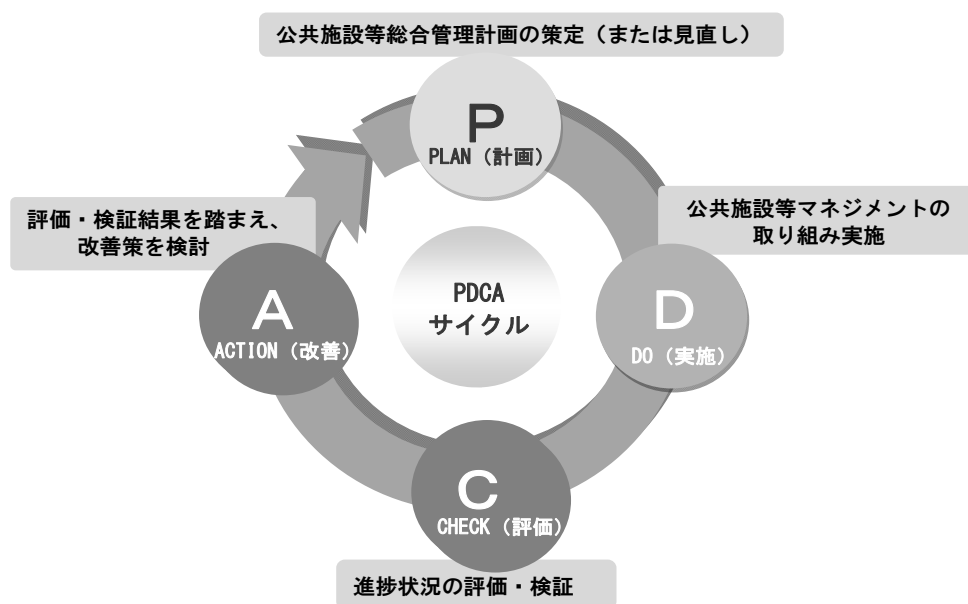 公共施設等総合管理計画の策定（または見直し）
P
PLAN（計画）
公共施設等マネジメントの
取り組み実施
D
DO（実施）
C
CHECK（評価）
進捗状況の評価・検証
評価・検証結果を踏まえ、
改善策を検討
A
ACTION（改善）
PDCA
サイクル